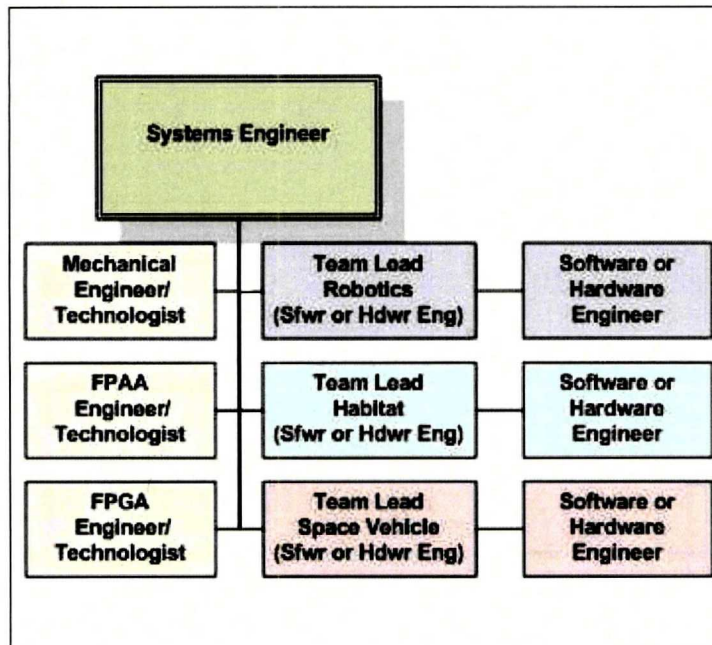 Systems Engineer
Mechanical
Engineer/
Technologist
Team Lead
Robotics
(Sfwr or Hdwr Eng)
Software or
Hardware
Engineer
FPAA
Engineer/
Technologist
Team Lead
Habitat
(Sfwr or Hdwr Eng)
Software or
Hardware
Engineer
FPGA
Engineer/
Technologist
Team Lead
Space Vehicle
(Sfwr or Hdwr Eng)
Software or
Hardware
Engineer